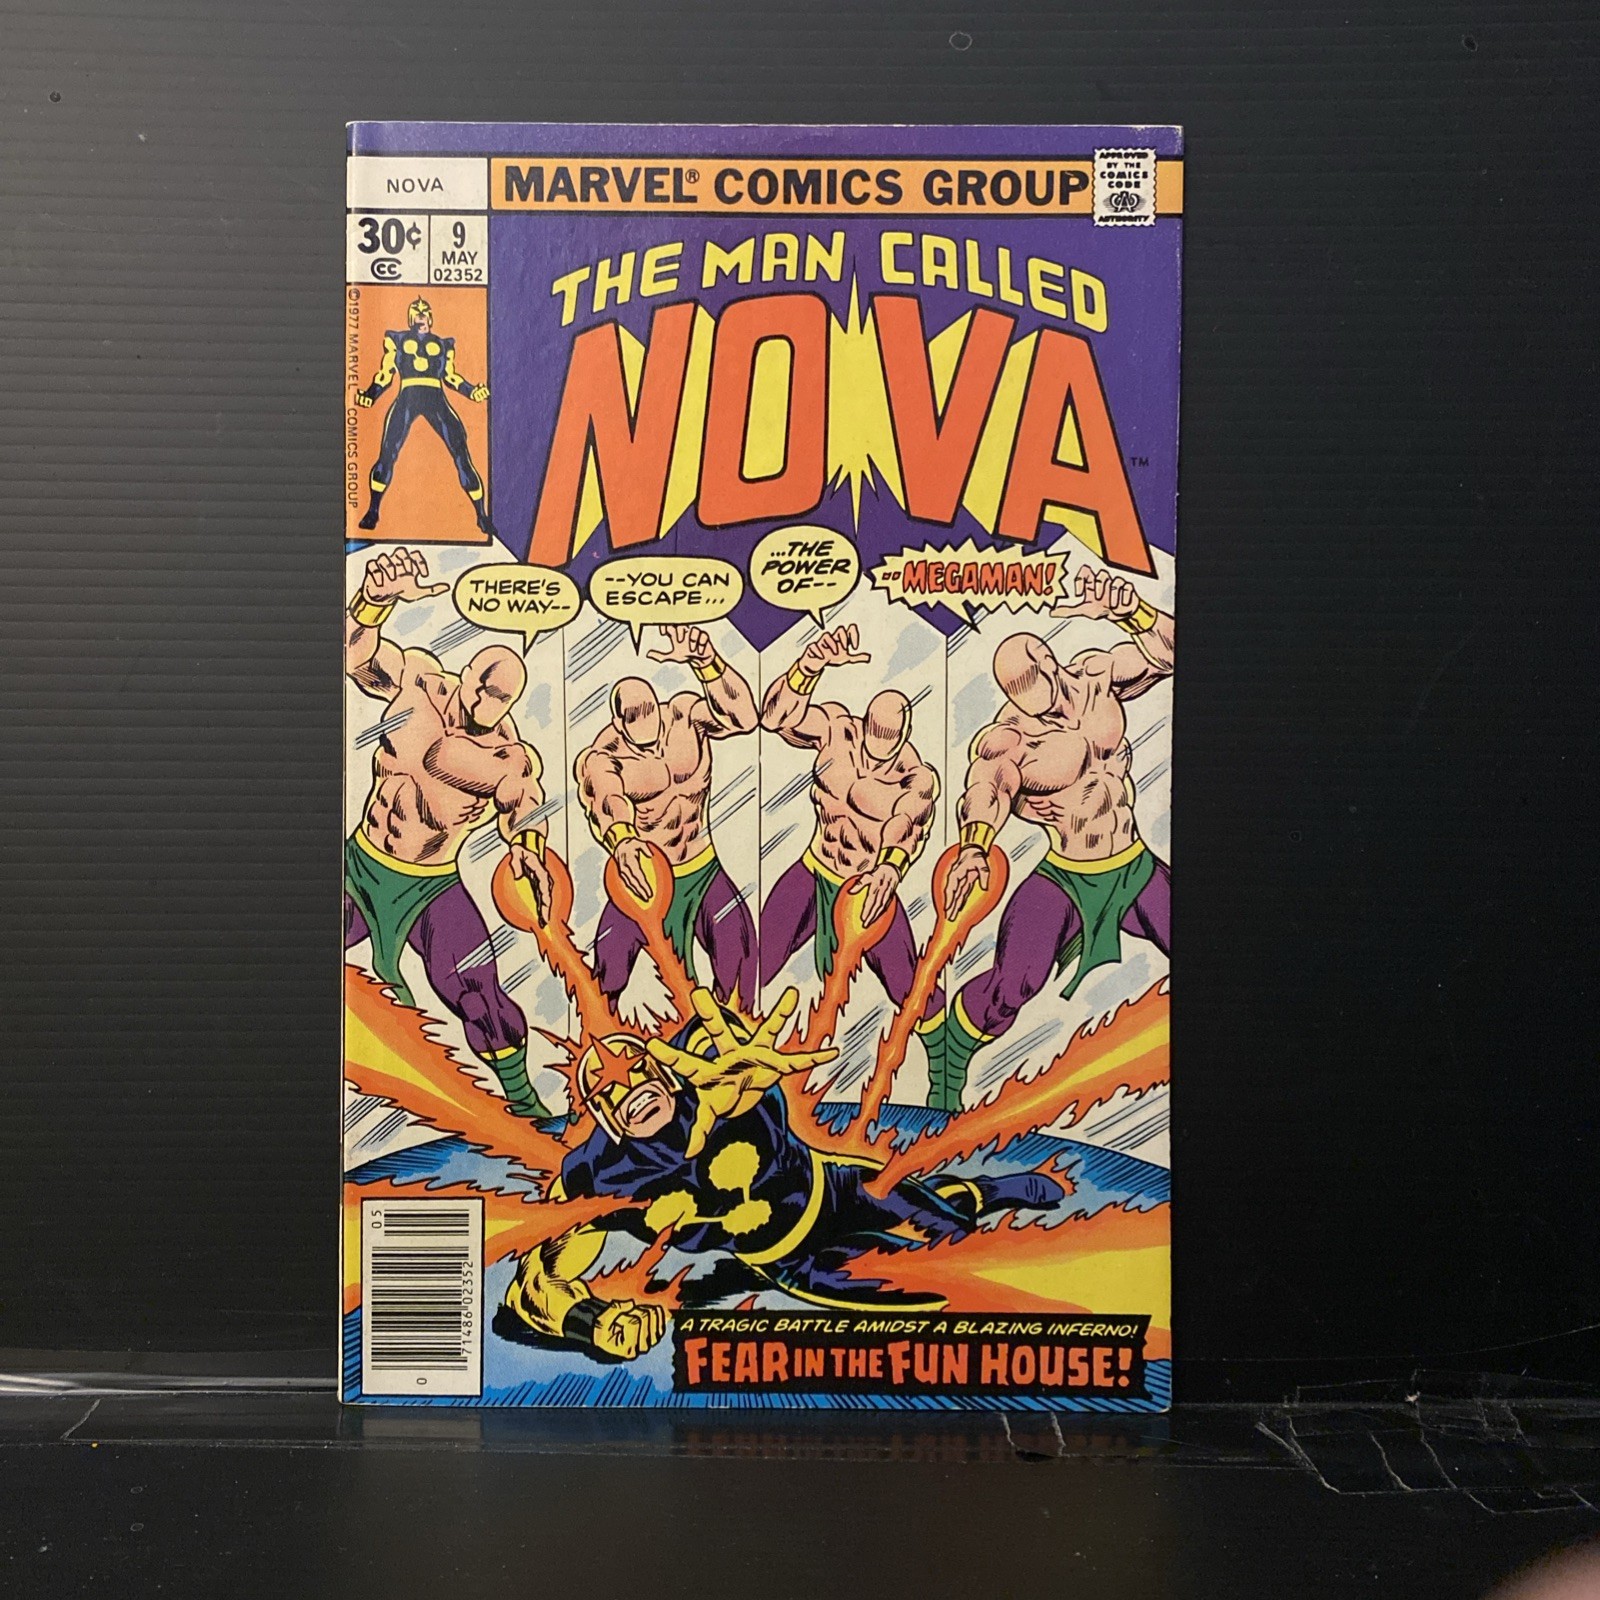 NOVA
MARVEL® COMICS GROUP
APPROVED
BY THE
COMICS
CODE
CA
AUTHORITY
30¢
CC
9
MAY
02352
©1977 MARVEL COMICS GROUP
THE MAN CALLED
NOVA™
THERE'S
NO WAY--
--YOU CAN
ESCAPE...
...THE
POWER
OF--
--MEGAMAN!
05
71486 02352
0
A TRAGIC BATTLE AMIDST A BLAZING INFERNO!
FEAR IN THE FUN HOUSE!